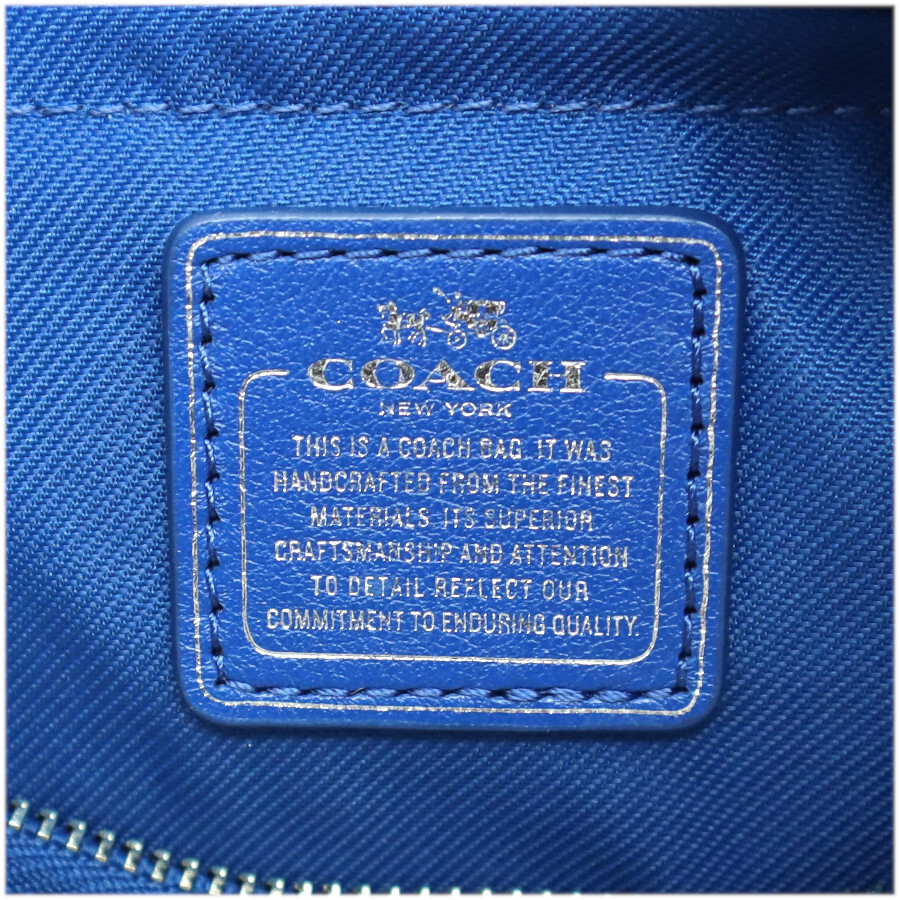 COACH
NEW YORK
THIS IS A COACH BAG. IT WAS
HANDCRAFTED FROM THE FINEST
MATERIALS. ITS SUPERIOR
CRAFTSMANSHIP AND ATTENTION
TO DETAIL REFLECT OUR
COMMITMENT TO ENDURING QUALITY.